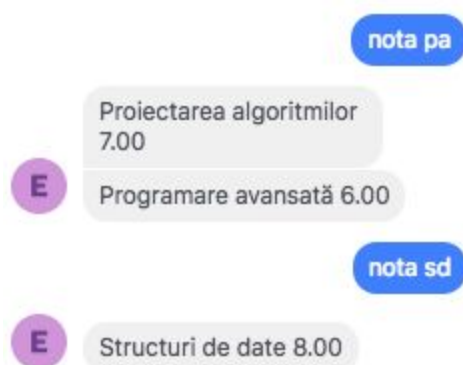 nota pa
Proiectarea algoritmilor
7.00
E
Programare avansată 6.00
nota sd
E
Structuri de date 8.00